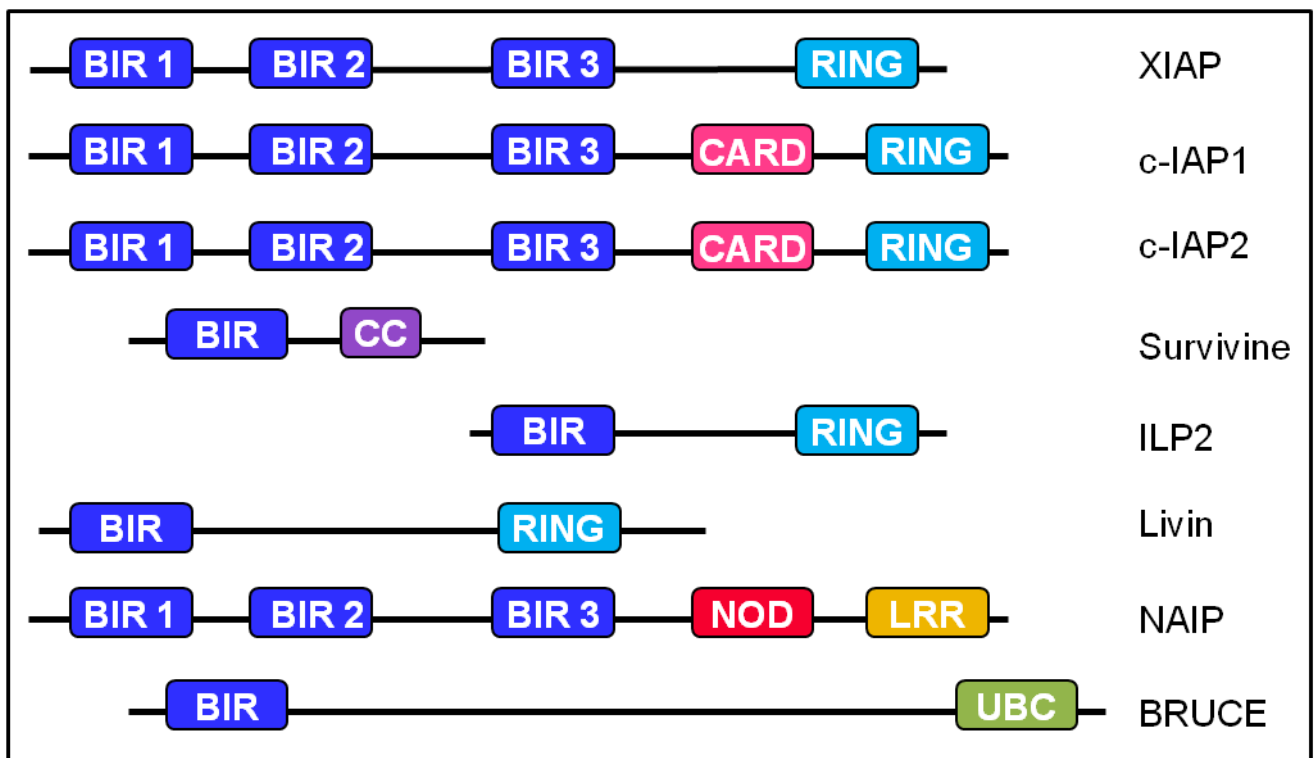 BIR 1 BIR 2 BIR 3 RING XIAP
BIR 1 BIR 2 BIR 3 CARD RING c-IAP1
BIR 1 BIR 2 BIR 3 CARD RING c-IAP2
BIR CC Survivine
BIR RING ILP2
BIR RING Livin
BIR 1 BIR 2 BIR 3 NOD LRR NAIP
BIR UBC BRUCE